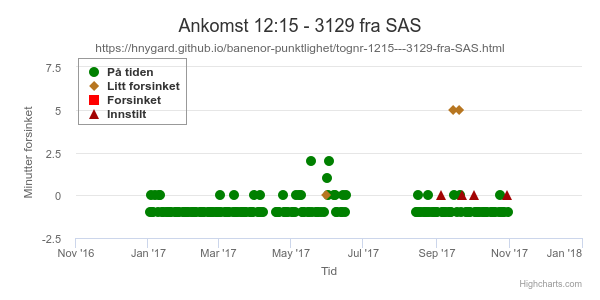 Ankomst 12:15 - 3129 fra SAS
https://hnygard.github.io/banenor-punktlighet/tognr-1215---3129-fra-SAS.html
På tiden
Litt forsinket
Forsinket
Innstilt
Minutter forsinket
7.5
5
2.5
0
-2.5
Nov '16
Jan '17
Mar '17
May '17
Jul '17
Sep '17
Nov '17
Jan '18
Tid
Highcharts.com